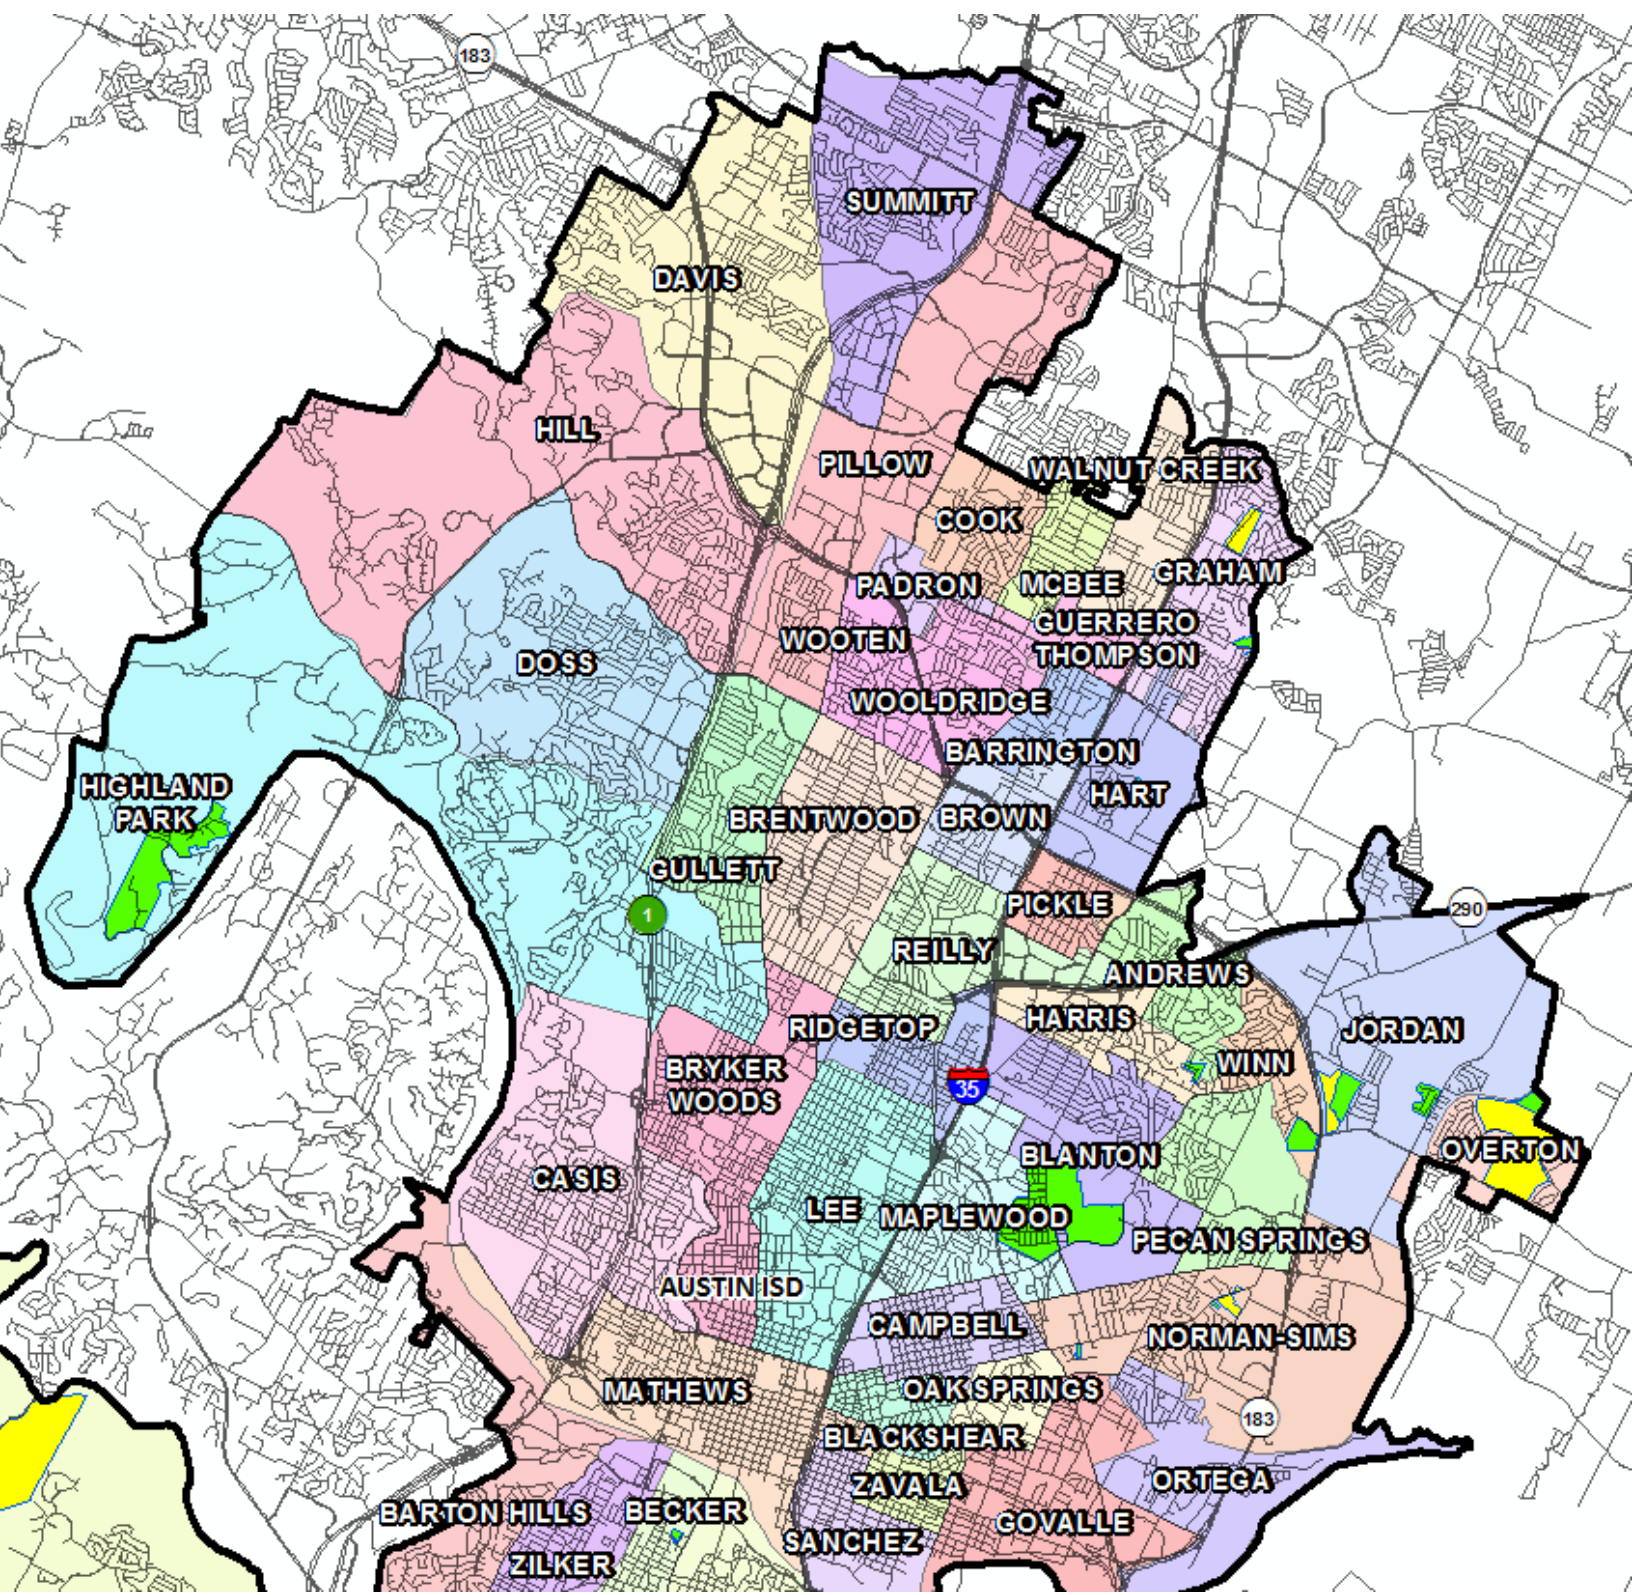 183
SUMMITT
DAVIS
HILL
PILLOW
WALNUT CREEK
COOK
PADRON
MCBEE
GRAHAM
GUERRERO
THOMPSON
WOOTEN
DOSS
WOOLDRIDGE
BARRINGTON
HART
HIGHLAND
PARK
BRENTWOOD
BROWN
GULLETT
PICKLE
1
290
REILLY
ANDREWS
HARRIS
RIDGETOP
JORDAN
WINN
BRYKER
WOODS
35
BLANTON
OVERTON
CASIS
LEE
MAPLEWOOD
PECAN SPRINGS
AUSTIN ISD
CAMPBELL
NORMAN-SIMS
MATHEWS
OAK SPRINGS
183
BLACKSHEAR
ZAVALA
ORTEGA
BARTON HILLS
BECKER
GOVALLE
SANCHEZ
ZILKER